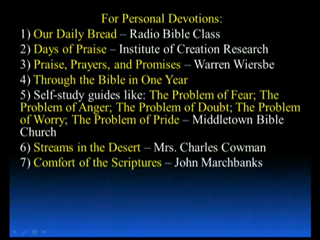 For Personal Devotions:
1) Our Daily Bread – Radio Bible Class
2) Days of Praise – Institute of Creation Research
3) Praise, Prayers, and Promises – Warren Wiersbe
4) Through the Bible in One Year
5) Self-study guides like: The Problem of Fear; The
Problem of Anger; The Problem of Doubt; The Problem
of Worry; The Problem of Pride – Middletown Bible
Church
6) Streams in the Desert – Mrs. Charles Cowman
7) Comfort of the Scriptures – John Marchbanks